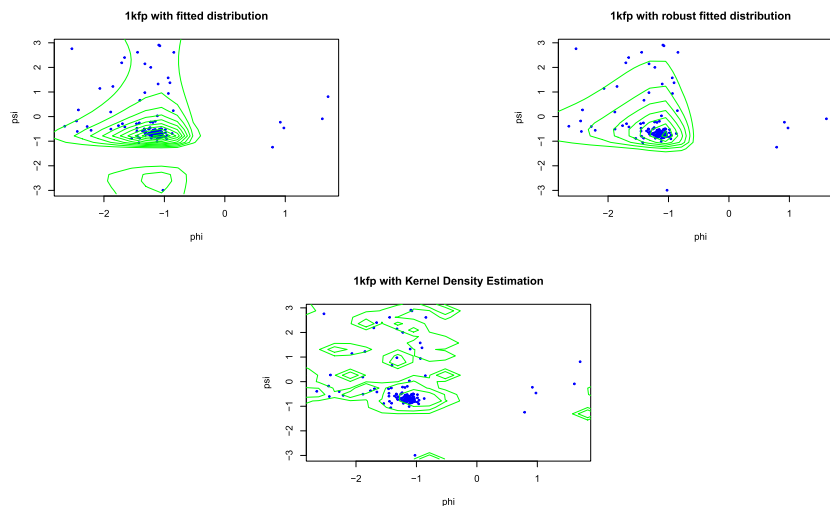 1kfp with fitted distribution
psi
3
2
1
0
−1
−2
−3
−2 −1 0 1
phi
1kfp with robust fitted distribution
psi
3
2
1
0
−1
−2
−3
−2 −1 0 1
phi
1kfp with Kernel Density Estimation
psi
3
2
1
0
−1
−2
−3
−2 −1 0 1
phi